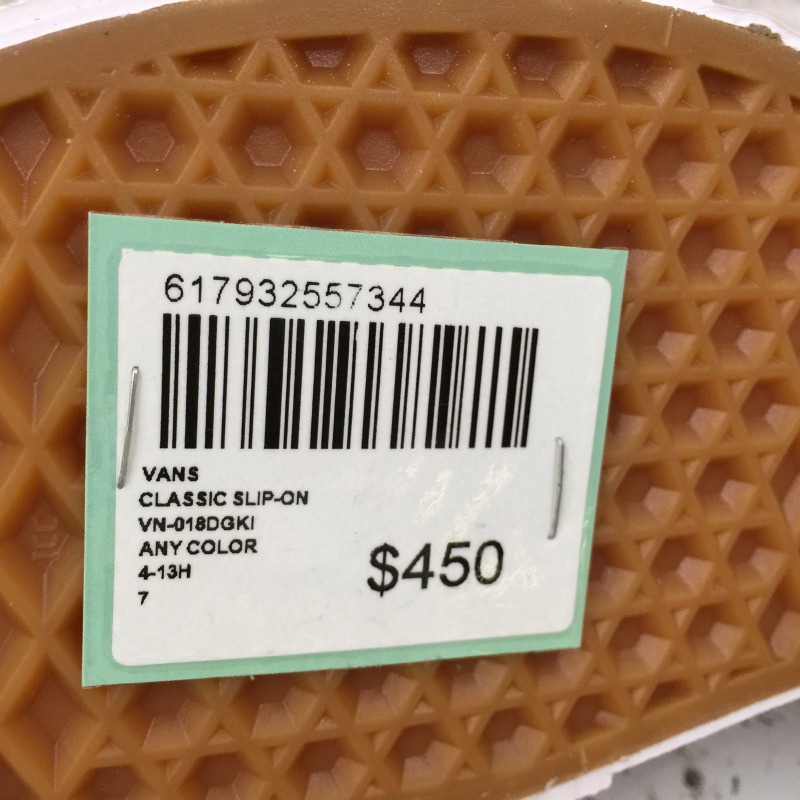 617932557344
VANS
CLASSIC SLIP-ON
VN-018DGKI
ANY COLOR
4-13H
7
$450